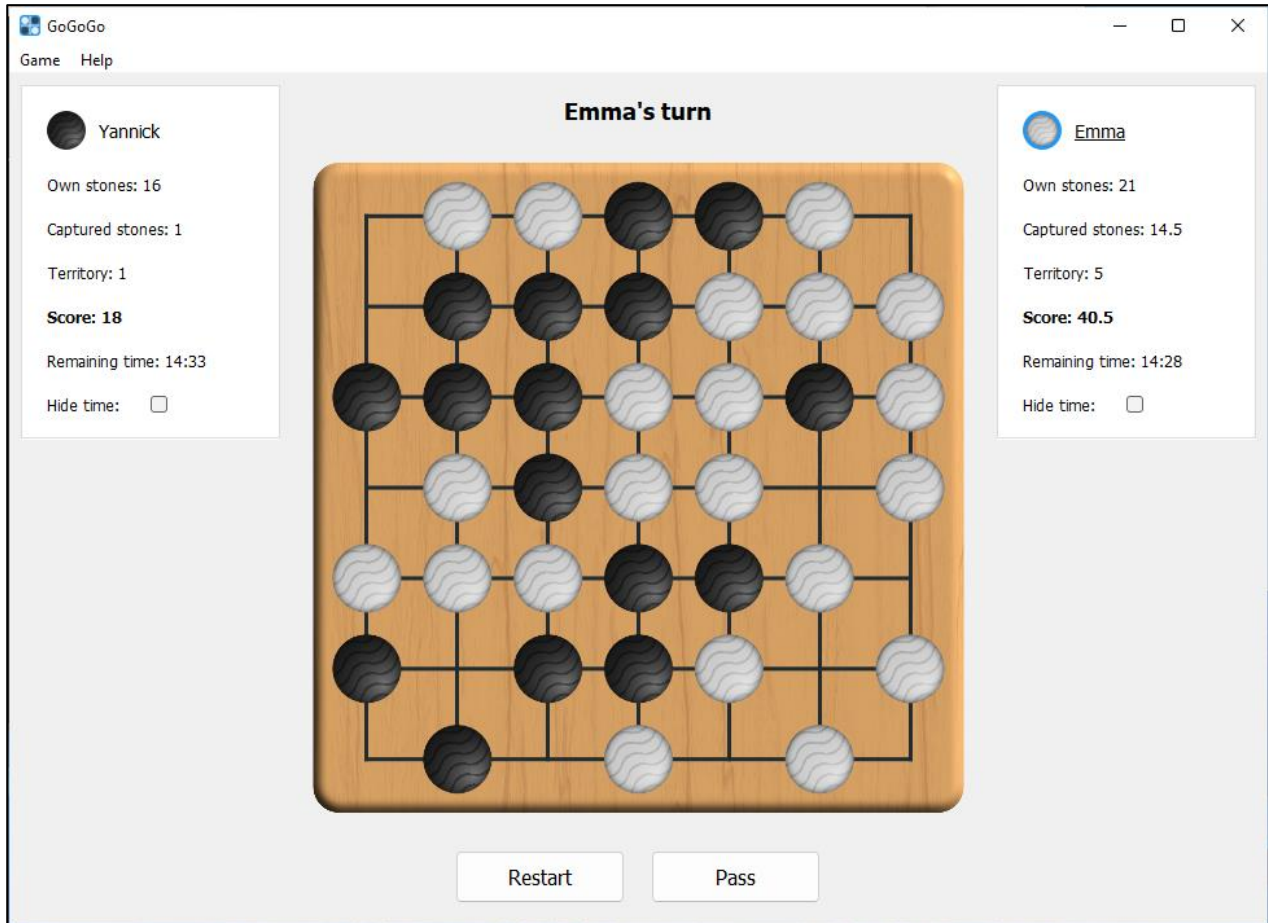 GoGoGo
Game Help
Emma's turn
Yannick
Own stones: 16
Captured stones: 1
Territory: 1
Score: 18
Remaining time: 14:33
Hide time:
Emma
Own stones: 21
Captured stones: 14.5
Territory: 5
Score: 40.5
Remaining time: 14:28
Hide time:
Restart Pass